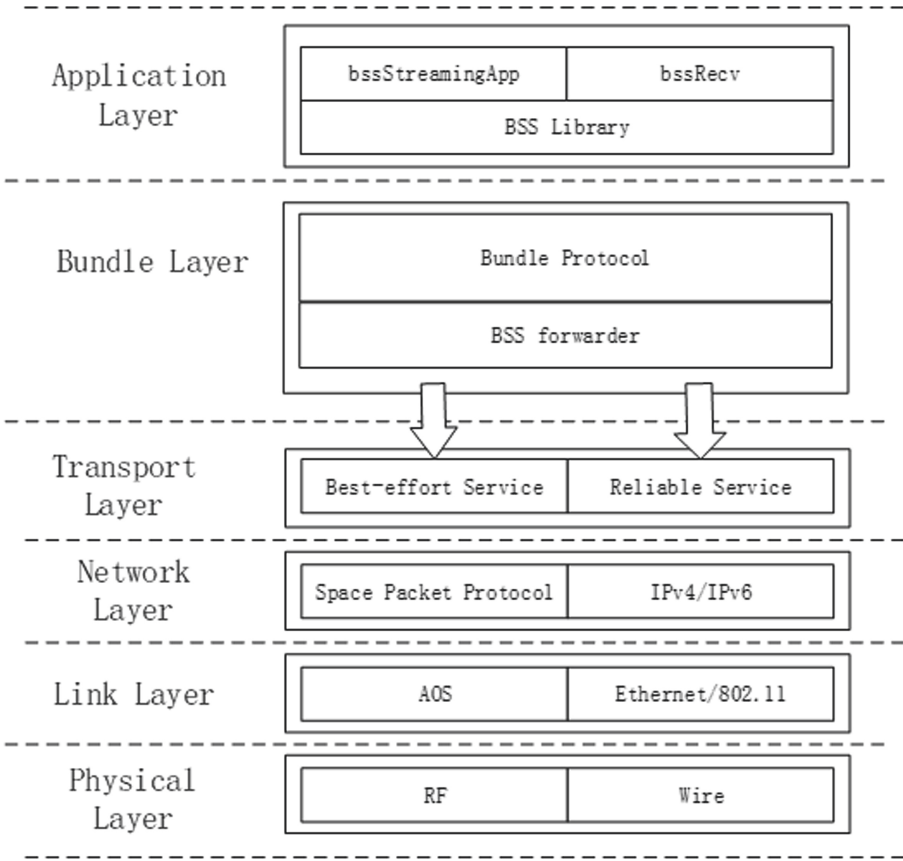 Application
Layer
bssStreamingApp
bssRecv
BSS Library
Bundle Layer
Bundle Protocol
BSS forwarder
Transport
Layer
Best-effort Service
Reliable Service
Network
Layer
Space Packet Protocol
IPv4/IPv6
Link Layer
AOS
Ethernet/802.11
Physical
Layer
RF
Wire